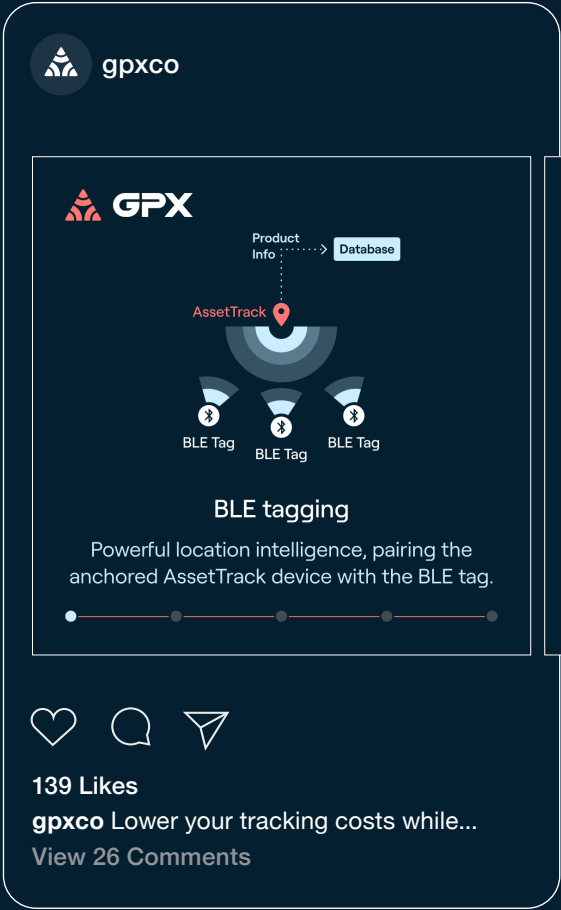 gpxco
GPX
Product
Info
Database
AssetTrack
BLE Tag
BLE Tag
BLE Tag
BLE tagging
Powerful location intelligence, pairing the
anchored AssetTrack device with the BLE tag.
139 Likes
gpxco Lower your tracking costs while...
View 26 Comments